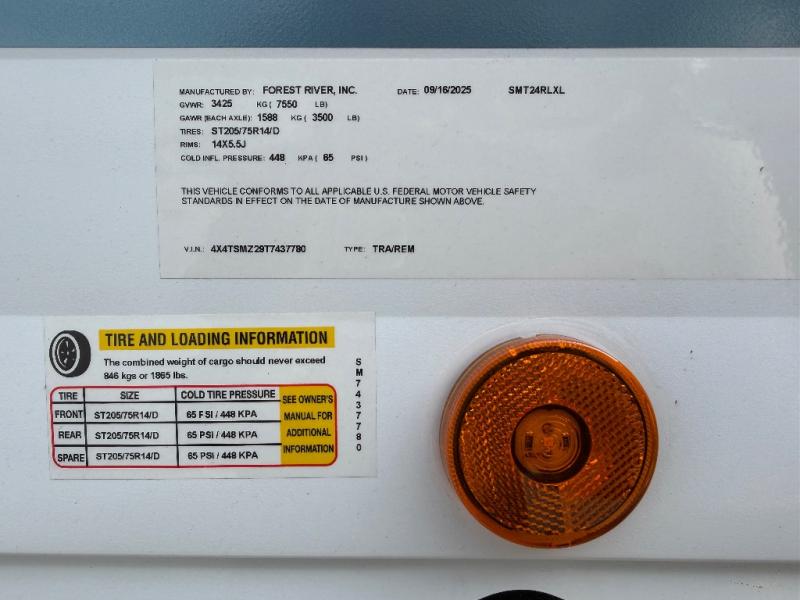 MANUFACTURED BY: FOREST RIVER, INC. DATE: 09/16/2025 SMT24RLXL
GVWR: 3425 KG ( 7550 LB)
GAWR (EACH AXLE): 1588 KG ( 3500 LB)
TIRES: ST205/75R14/D
RIMS: 14X5.5J
COLD INFL. PRESSURE: 448 KPA ( 65 PSI )
THIS VEHICLE CONFORMS TO ALL APPLICABLE U.S. FEDERAL MOTOR VEHICLE SAFETY
STANDARDS IN EFFECT ON THE DATE OF MANUFACTURE SHOWN ABOVE.
V.I.N.: 4X4TSMZ29T7437780 TYPE: TRA/REM
TIRE AND LOADING INFORMATION
The combined weight of cargo should never exceed
846 kgs or 1865 lbs.
TIRE SIZE COLD TIRE PRESSURE
FRONT ST205/75R14/D 65 PSI / 448 KPA
REAR ST205/75R14/D 65 PSI / 448 KPA
SPARE ST205/75R14/D 65 PSI / 448 KPA
SEE OWNER'S
MANUAL FOR
ADDITIONAL
INFORMATION
SM7437780